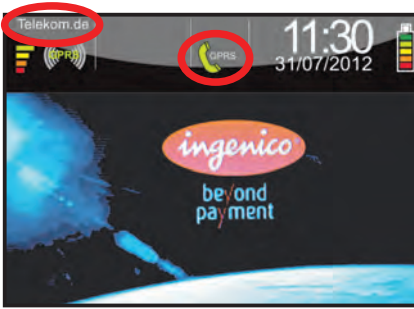 Telekom.de
GPRS
GPRS
11:30
31/07/2012
ingenico
beyond
payment